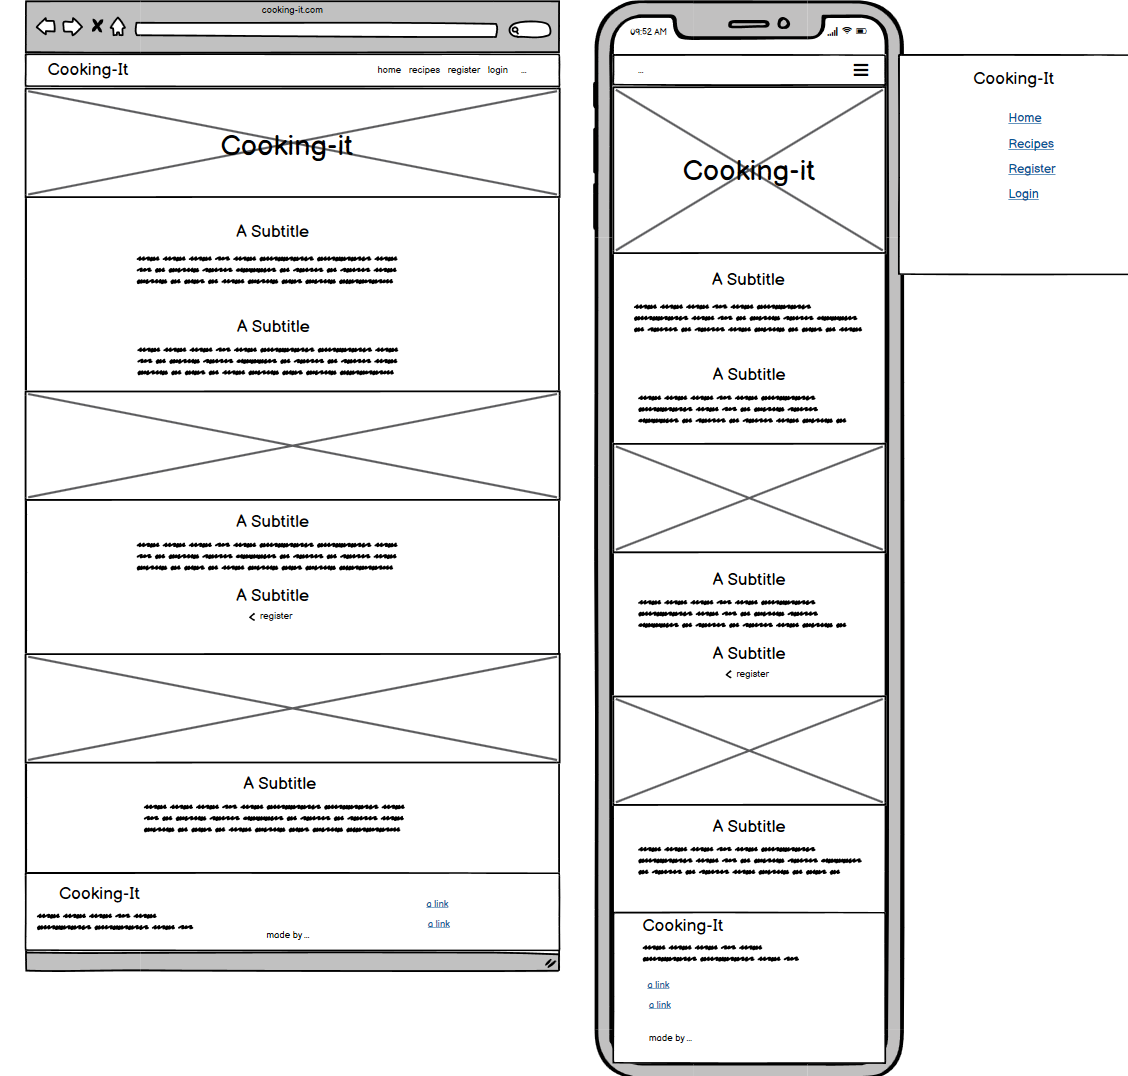 cooking-it.com
Cooking-It
home recipes register login ...
Cooking-it
A Subtitle
A Subtitle
A Subtitle
A Subtitle
register
A Subtitle
Cooking-It
a link
a link
made by...
09:52 AM
...
Cooking-it
A Subtitle
A Subtitle
A Subtitle
A Subtitle
register
A Subtitle
Cooking-It
a link
a link
made by...
Cooking-It
Home
Recipes
Register
Login